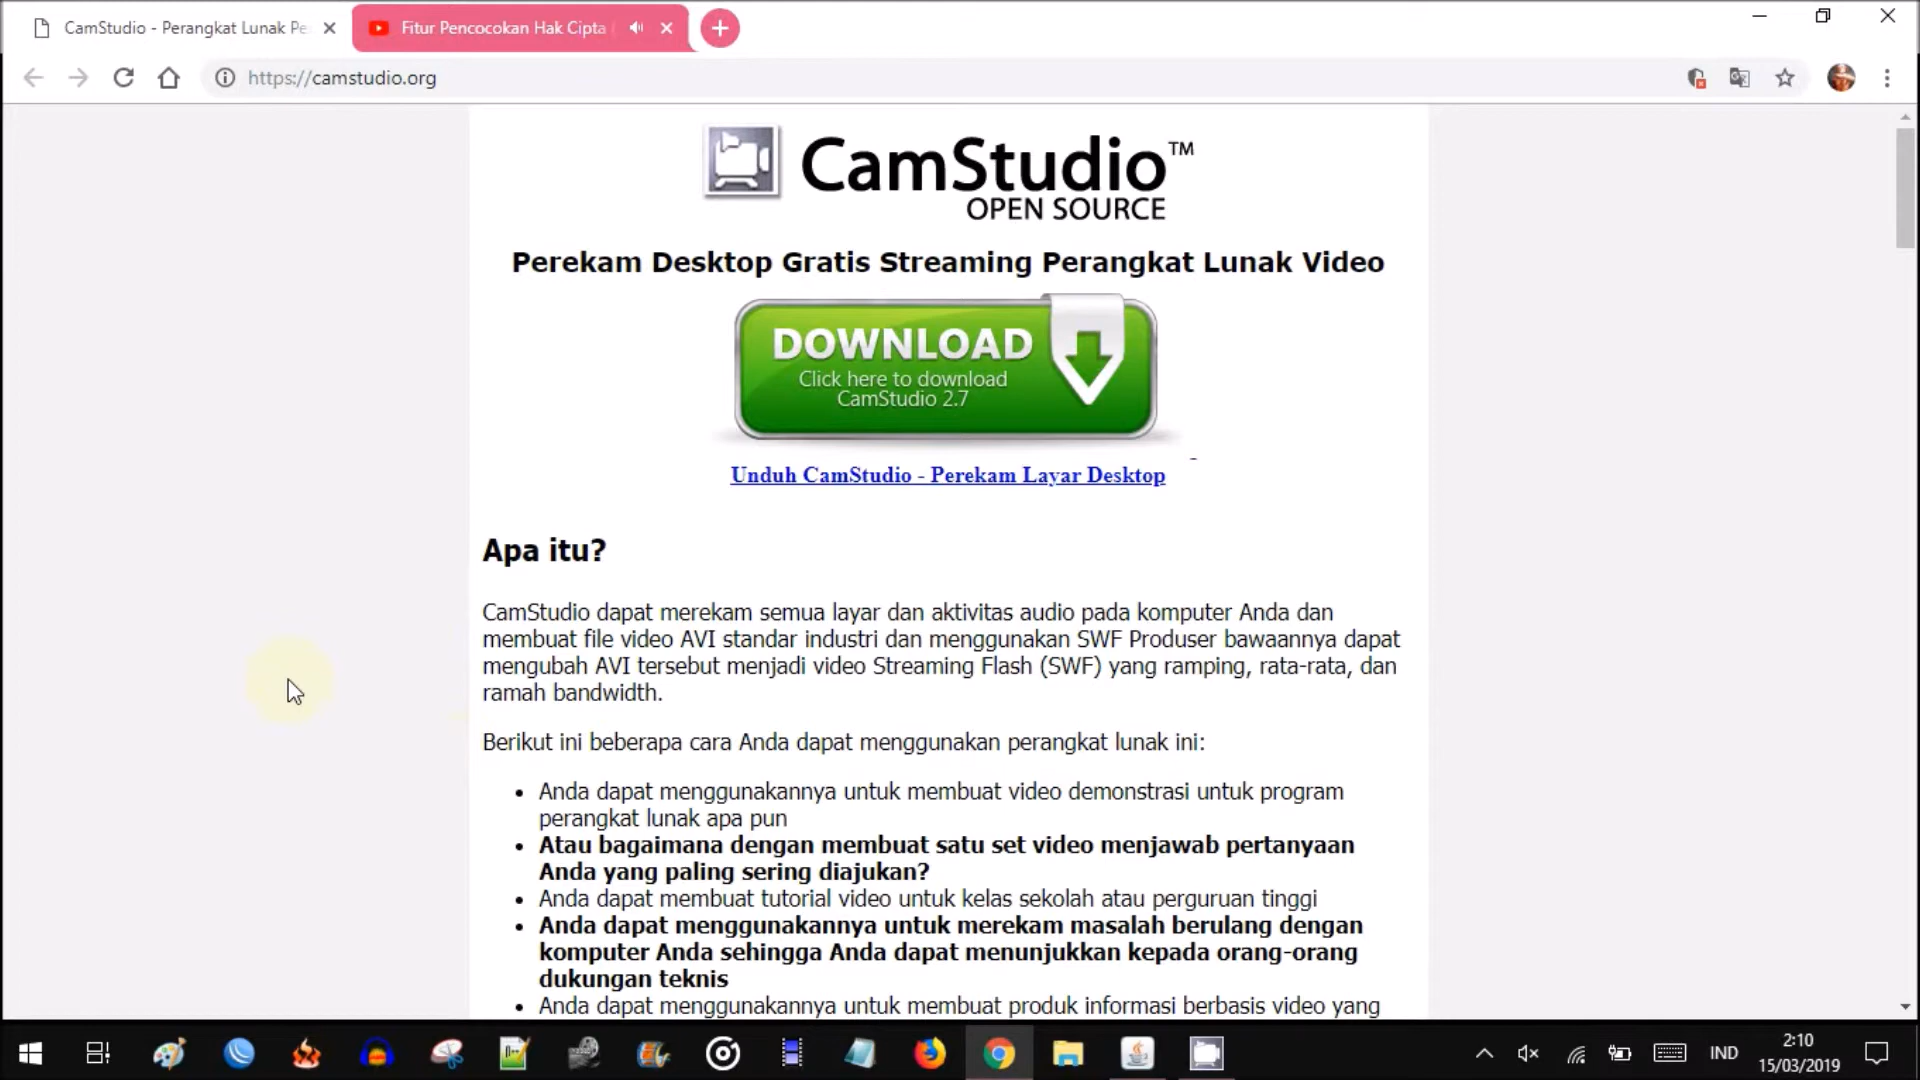 CamStudio - Perangkat Lunak Pe
Fitur Pencocokan Hak Cipta
https://camstudio.org
CamStudio™
OPEN SOURCE
Perekam Desktop Gratis Streaming Perangkat Lunak Video
DOWNLOAD
Click here to download
CamStudio 2.7
Unduh CamStudio - Perekam Layar Desktop
Apa itu?
CamStudio dapat merekam semua layar dan aktivitas audio pada komputer Anda dan
membuat file video AVI standar industri dan menggunakan SWF Produser bawaannya dapat
mengubah AVI tersebut menjadi video Streaming Flash (SWF) yang ramping, rata-rata, dan
ramah bandwidth.
Berikut ini beberapa cara Anda dapat menggunakan perangkat lunak ini:
• Anda dapat menggunakannya untuk membuat video demonstrasi untuk program
perangkat lunak apa pun
• Atau bagaimana dengan membuat satu set video menjawab pertanyaan
Anda yang paling sering diajukan?
• Anda dapat membuat tutorial video untuk kelas sekolah atau perguruan tinggi
• Anda dapat menggunakannya untuk merekam masalah berulang dengan
komputer Anda sehingga Anda dapat menunjukkan kepada orang-orang
dukungan teknis
• Anda dapat menggunakannya untuk membuat produk informasi berbasis video yang
IND
2:10
15/03/2019